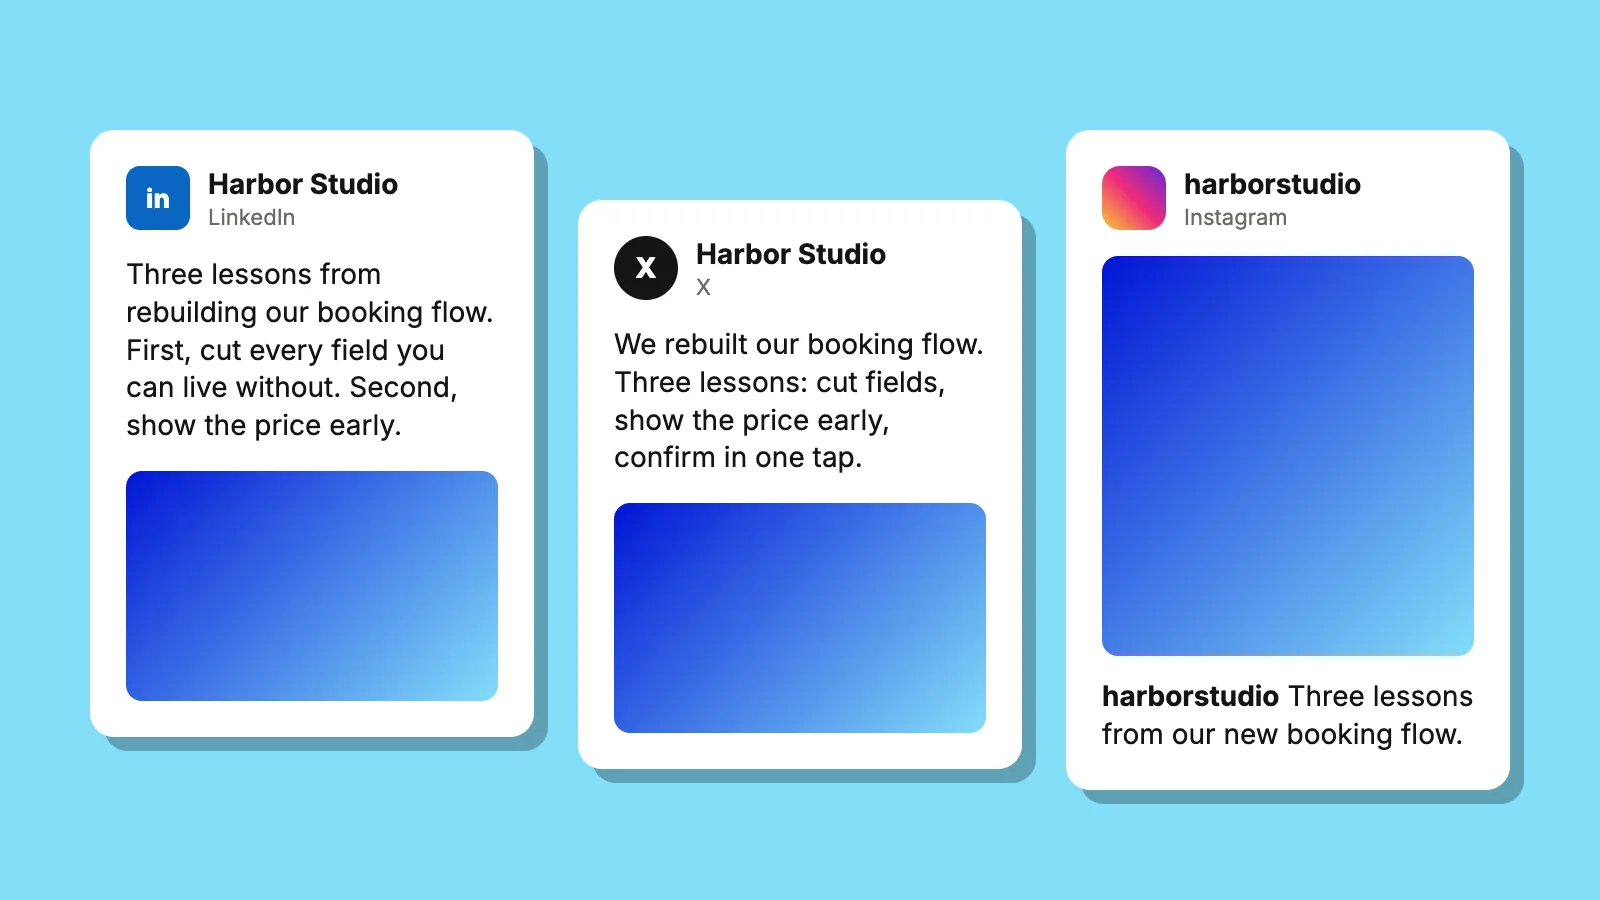 in
Harbor Studio
LinkedIn
Three lessons from
rebuilding our booking flow.
First, cut every field you
can live without. Second,
show the price early.
X
Harbor Studio
X
We rebuilt our booking flow.
Three lessons: cut fields,
show the price early,
confirm in one tap.
harborstudio
Instagram
harborstudio Three lessons
from our new booking flow.